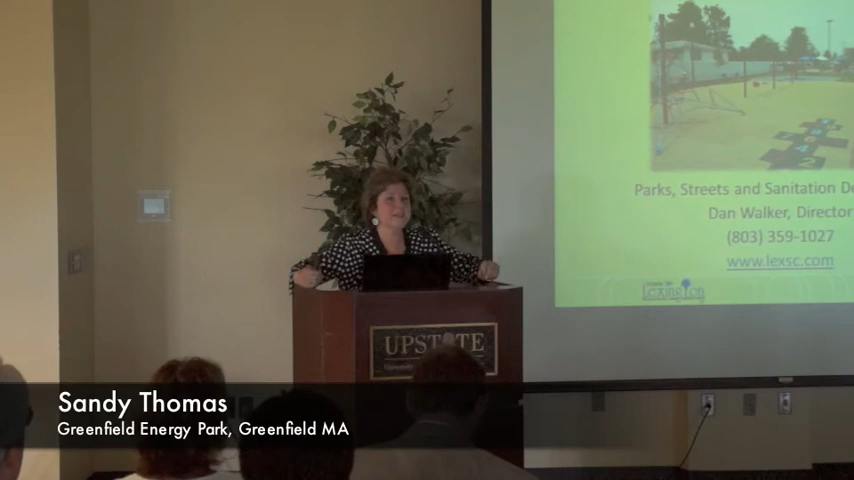 Parks, Streets and Sanitation De
Dan Walker, Director
(803) 359-1027
www.lexsc.com
Lexington
UPSTATE
Sandy Thomas
Greenfield Energy Park, Greenfield MA